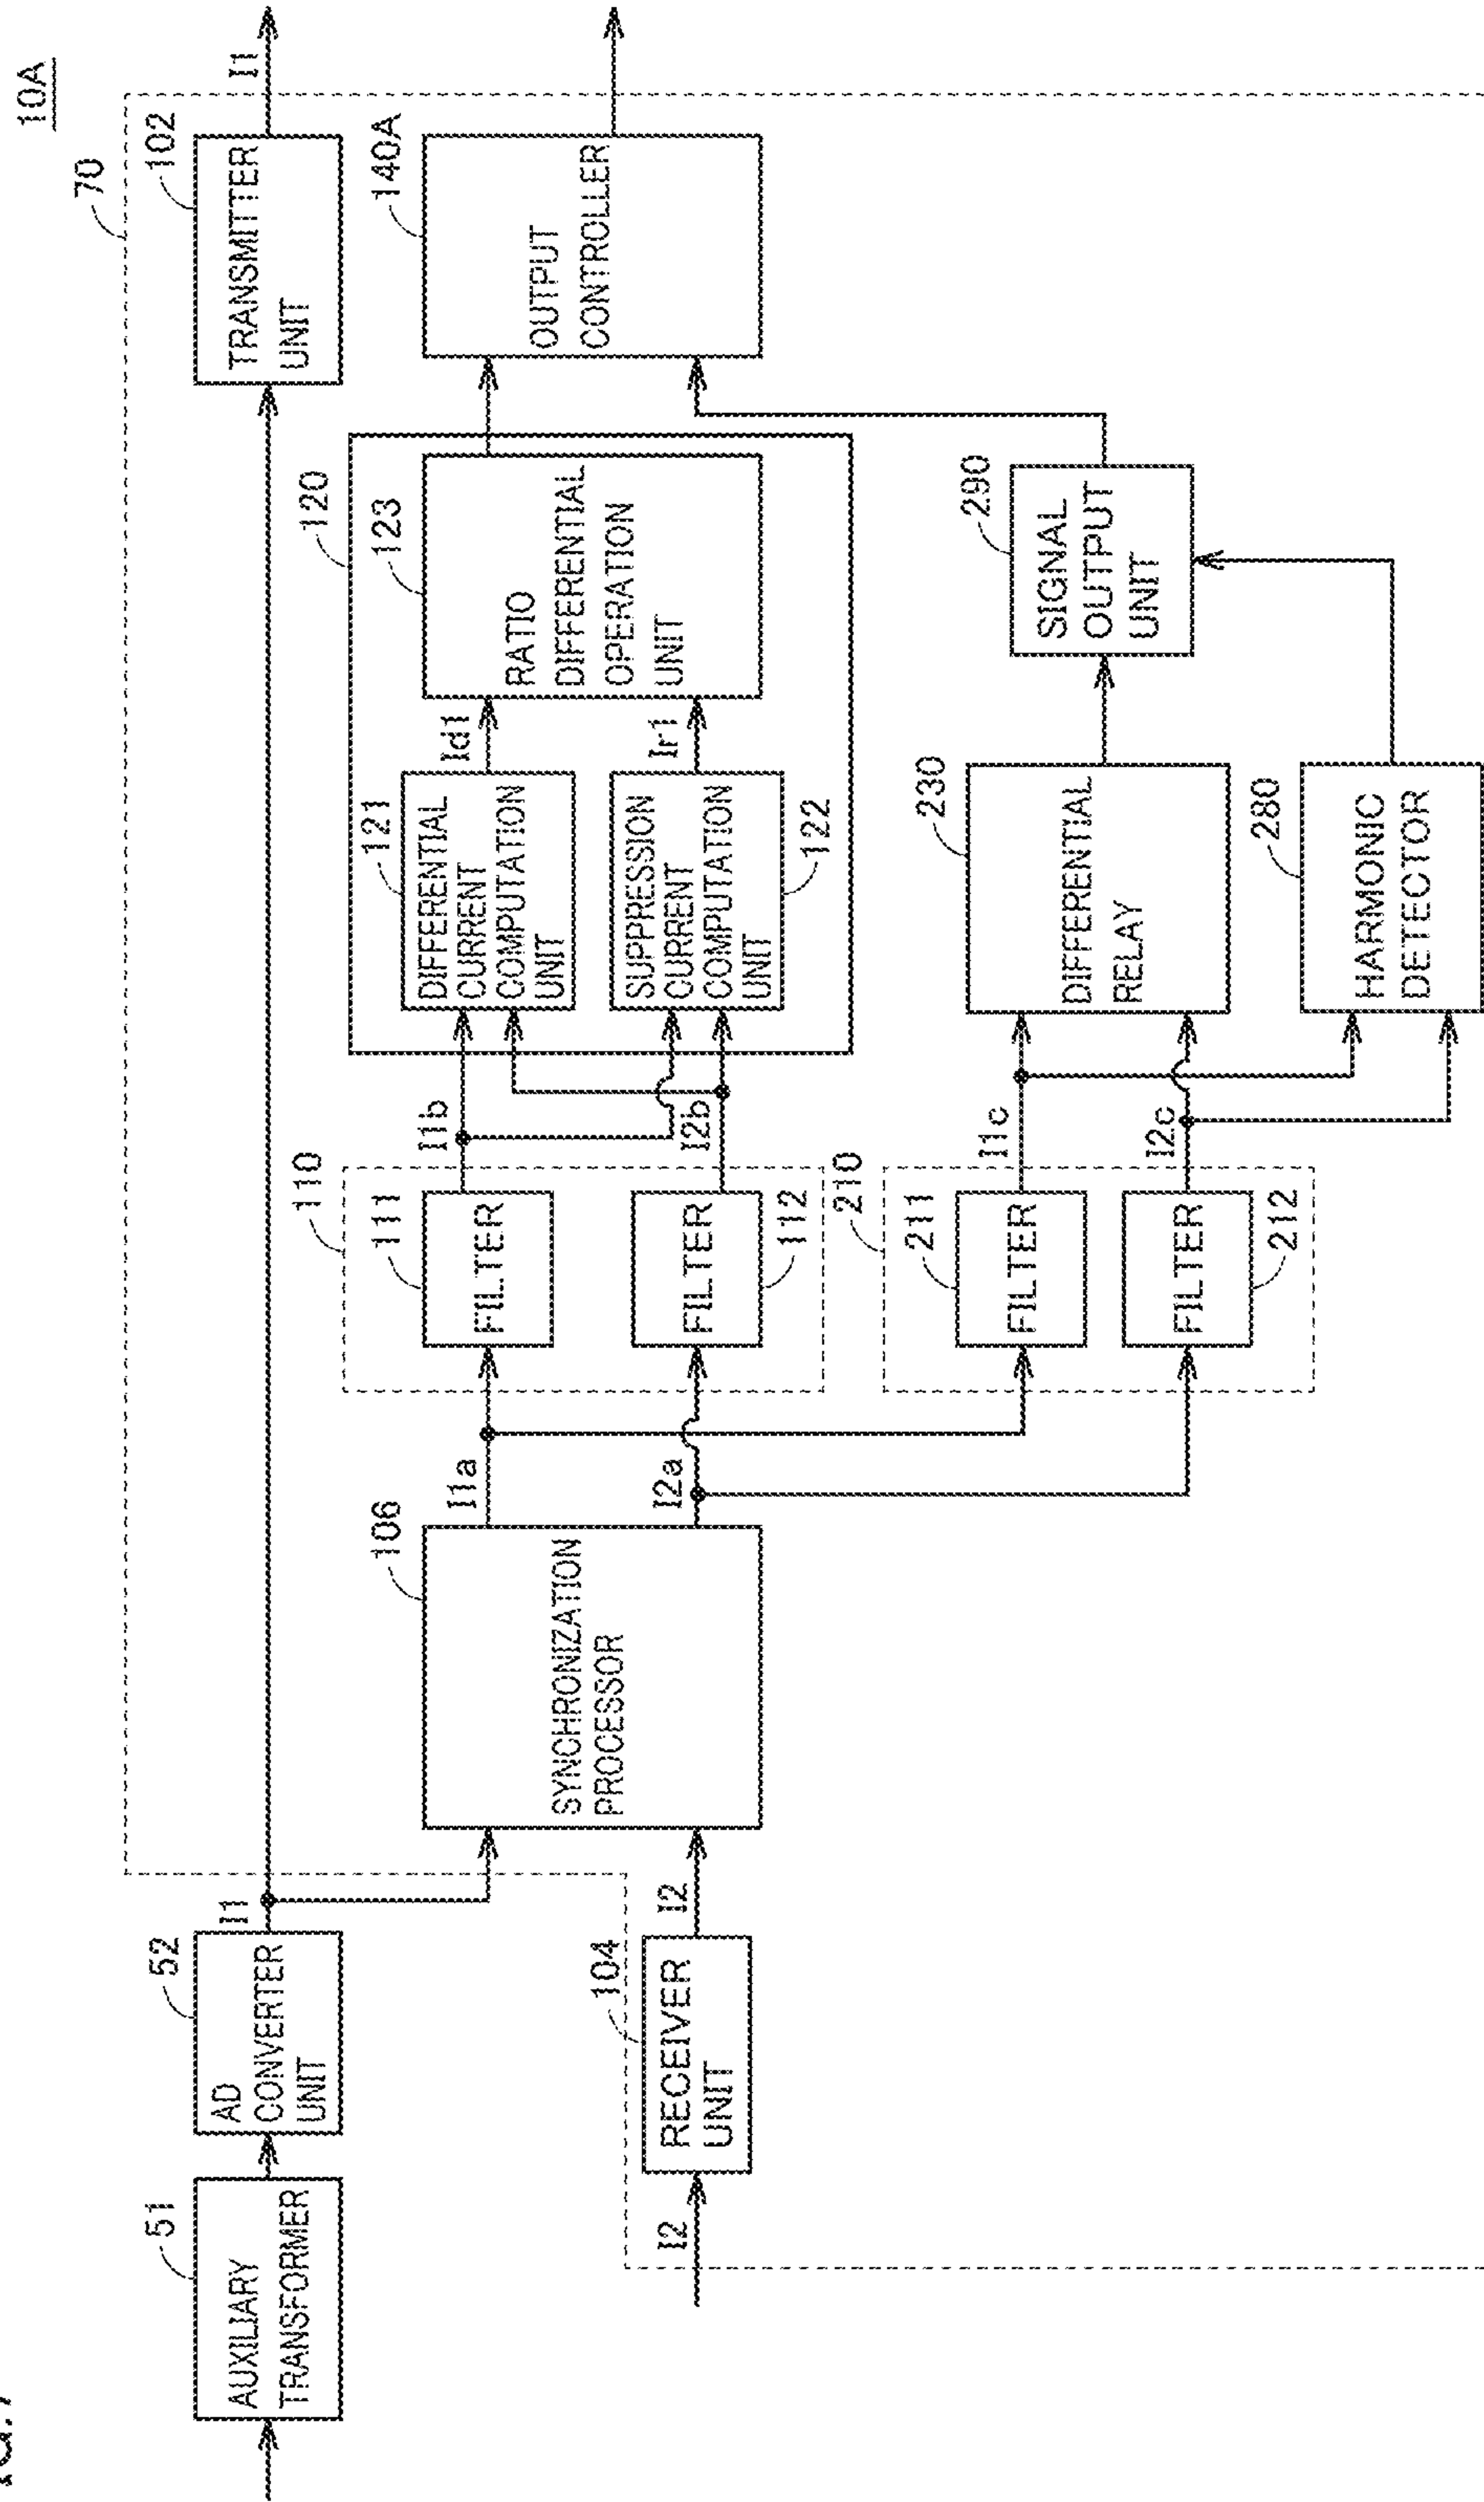 10A
70
51
AUXILIARY
TRANSFORMER
52
AD
CONVERTER
UNIT
I1
102
TRANSMITTER
UNIT
I1
I2
104
RECEIVER
UNIT
I2
106
SYNCHRONIZATION
PROCESSOR
I1a
I2a
110
111
FILTER
112
FILTER
I1b
I2b
120
121
DIFFERENTIAL
CURRENT
COMPUTATION
UNIT
122
SUPPRESSION
CURRENT
COMPUTATION
UNIT
Id1
Ir1
123
RATIO
DIFFERENTIAL
OPERATION
UNIT
140A
OUTPUT
CONTROLLER
210
211
FILTER
212
FILTER
I1c
I2c
230
DIFFERENTIAL
RELAY
280
HARMONIC
DETECTOR
290
SIGNAL
OUTPUT
UNIT